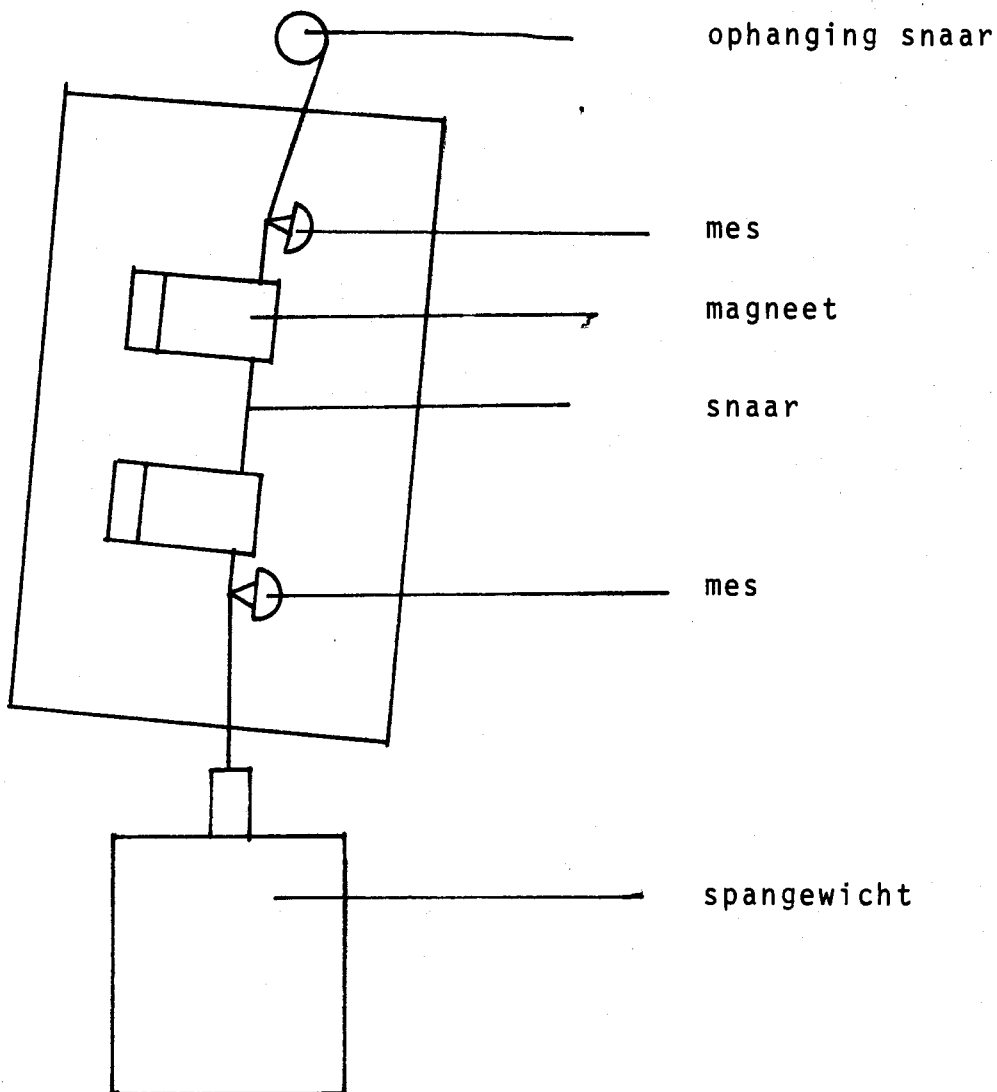 ophanging snaar
mes
magneet
snaar
mes
spangewicht